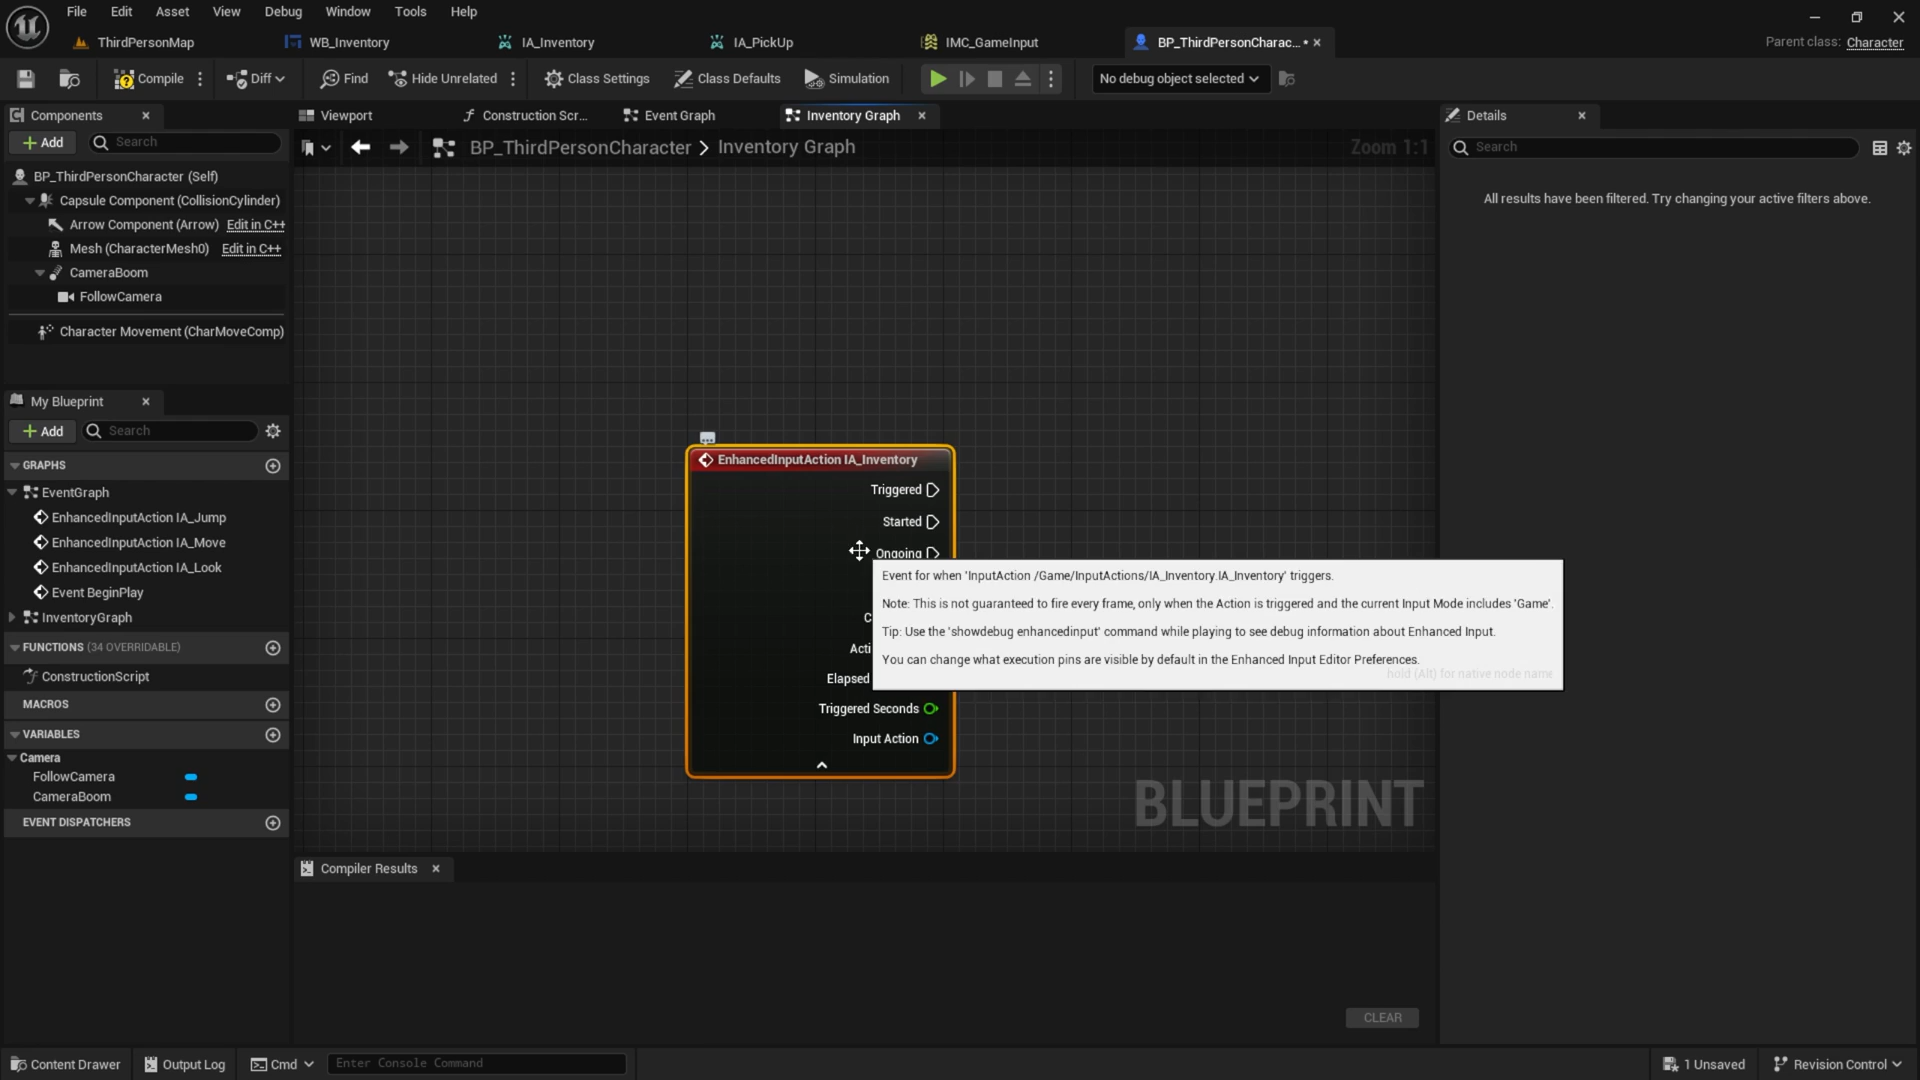 File Edit Asset View Debug Window Tools Help
ThirdPersonMap WB_Inventory IA_Inventory IA_PickUp IMC_GameInput BP_ThirdPersonCharac... • Parent class: Character
Compile Diff Find Hide Unrelated Class Settings Class Defaults Simulation No debug object selected
Components Viewport Construction Scr... Event Graph Inventory Graph Details
Add Search
BP_ThirdPersonCharacter > Inventory Graph Zoom 1:1 Search
BP_ThirdPersonCharacter (Self)
Capsule Component (CollisionCylinder)
Arrow Component (Arrow) Edit in C++
Mesh (CharacterMesh0) Edit in C++
CameraBoom
FollowCamera
Character Movement (CharMoveComp)
All results have been filtered. Try changing your active filters above.
My Blueprint
Add Search
GRAPHS
EventGraph
EnhancedInputAction IA_Jump
EnhancedInputAction IA_Move
EnhancedInputAction IA_Look
Event BeginPlay
InventoryGraph
FUNCTIONS (34 OVERRIDABLE)
ConstructionScript
MACROS
VARIABLES
Camera
FollowCamera
CameraBoom
EVENT DISPATCHERS
EnhancedInputAction IA_Inventory
Triggered
Started
Ongoing
C
Acti
Elapsed
Triggered Seconds
Input Action
Event for when 'InputAction /Game/InputActions/IA_Inventory.IA_Inventory' triggers.
Note: This is not guaranteed to fire every frame, only when the Action is triggered and the current Input Mode includes 'Game'.
Tip: Use the 'showdebug enhancedinput' command while playing to see debug information about Enhanced Input.
You can change what execution pins are visible by default in the Enhanced Input Editor Preferences.
hold (Alt) for native node name
BLUEPRINT
Compiler Results
CLEAR
Content Drawer Output Log Cmd Enter Console Command 1 Unsaved Revision Control